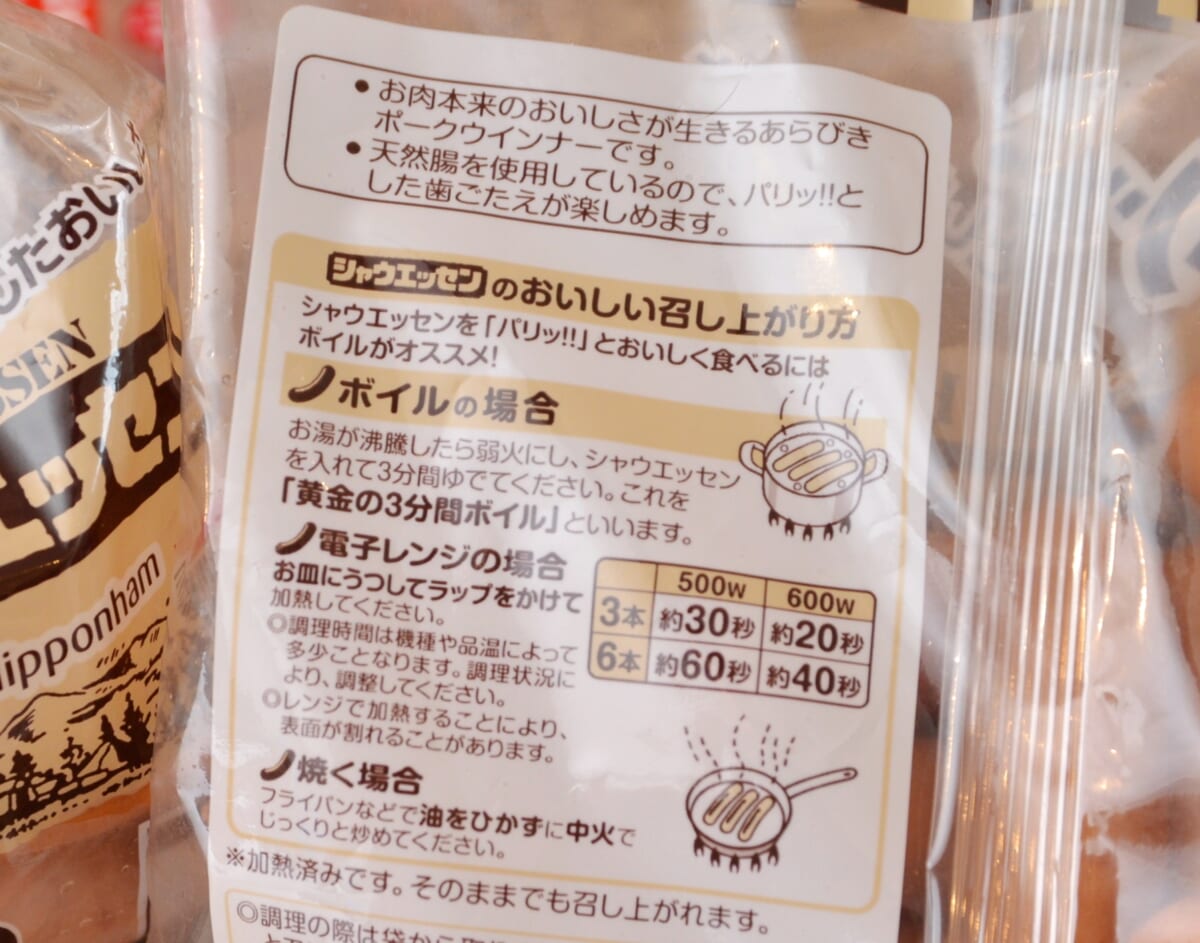 したおいし
SSEN
エッセン
Nipponham
● お肉本来のおいしさが生きるあらびき
ポークウインナーです。
● 天然腸を使用しているので、パリッ!!と
した歯ごたえが楽しめます。
シャウエッセンのおいしい召し上がり方
シャウエッセンを「パリッ!!」とおいしく食べるには
ボイルがオススメ!
ボイルの場合
お湯が沸騰したら弱火にし、シャウエッセン
を入れて3分間ゆでてください。これを
「黄金の3分間ボイル」といいます。
電子レンジの場合
お皿にうつしてラップをかけて
加熱してください。
◎調理時間は機種や品温によって
多少ことなります。調理状況に
より、調整してください。
◎レンジで加熱することにより、
表面が割れることがあります。
500W 600W
3本 約30秒 約20秒
6本 約60秒 約40秒
焼く場合
フライパンなどで油をひかずに中火で
じっくりと炒めてください。
※加熱済みです。そのままでも召し上がれます。
◎調理の際は袋から